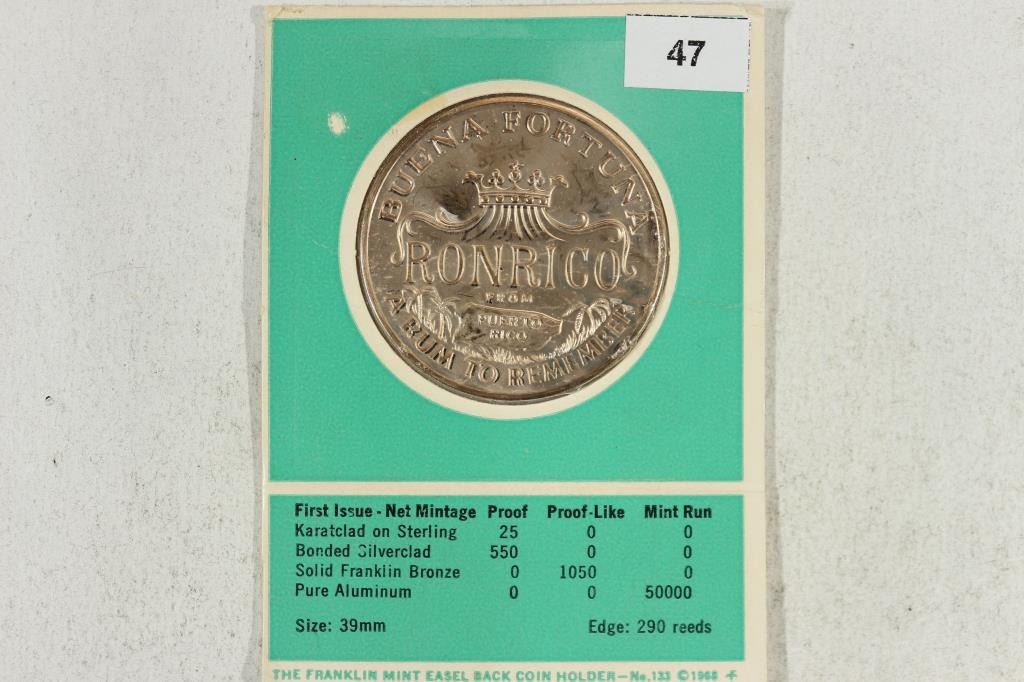 47
BUENA FORTUNA
RONRICO
FROM
PUERTO
RICO
A RUM TO REMEMBER
First Issue - Net Mintage Proof Proof-Like Mint Run
Karatclad on Sterling 25 0 0
Bonded Silverclad 550 0 0
Solid Franklin Bronze 0 1050 0
Pure Aluminum 0 0 50000
Size: 39mm Edge: 290 reeds
THE FRANKLIN MINT EASEL BACK COIN HOLDER—No.133 ©1968